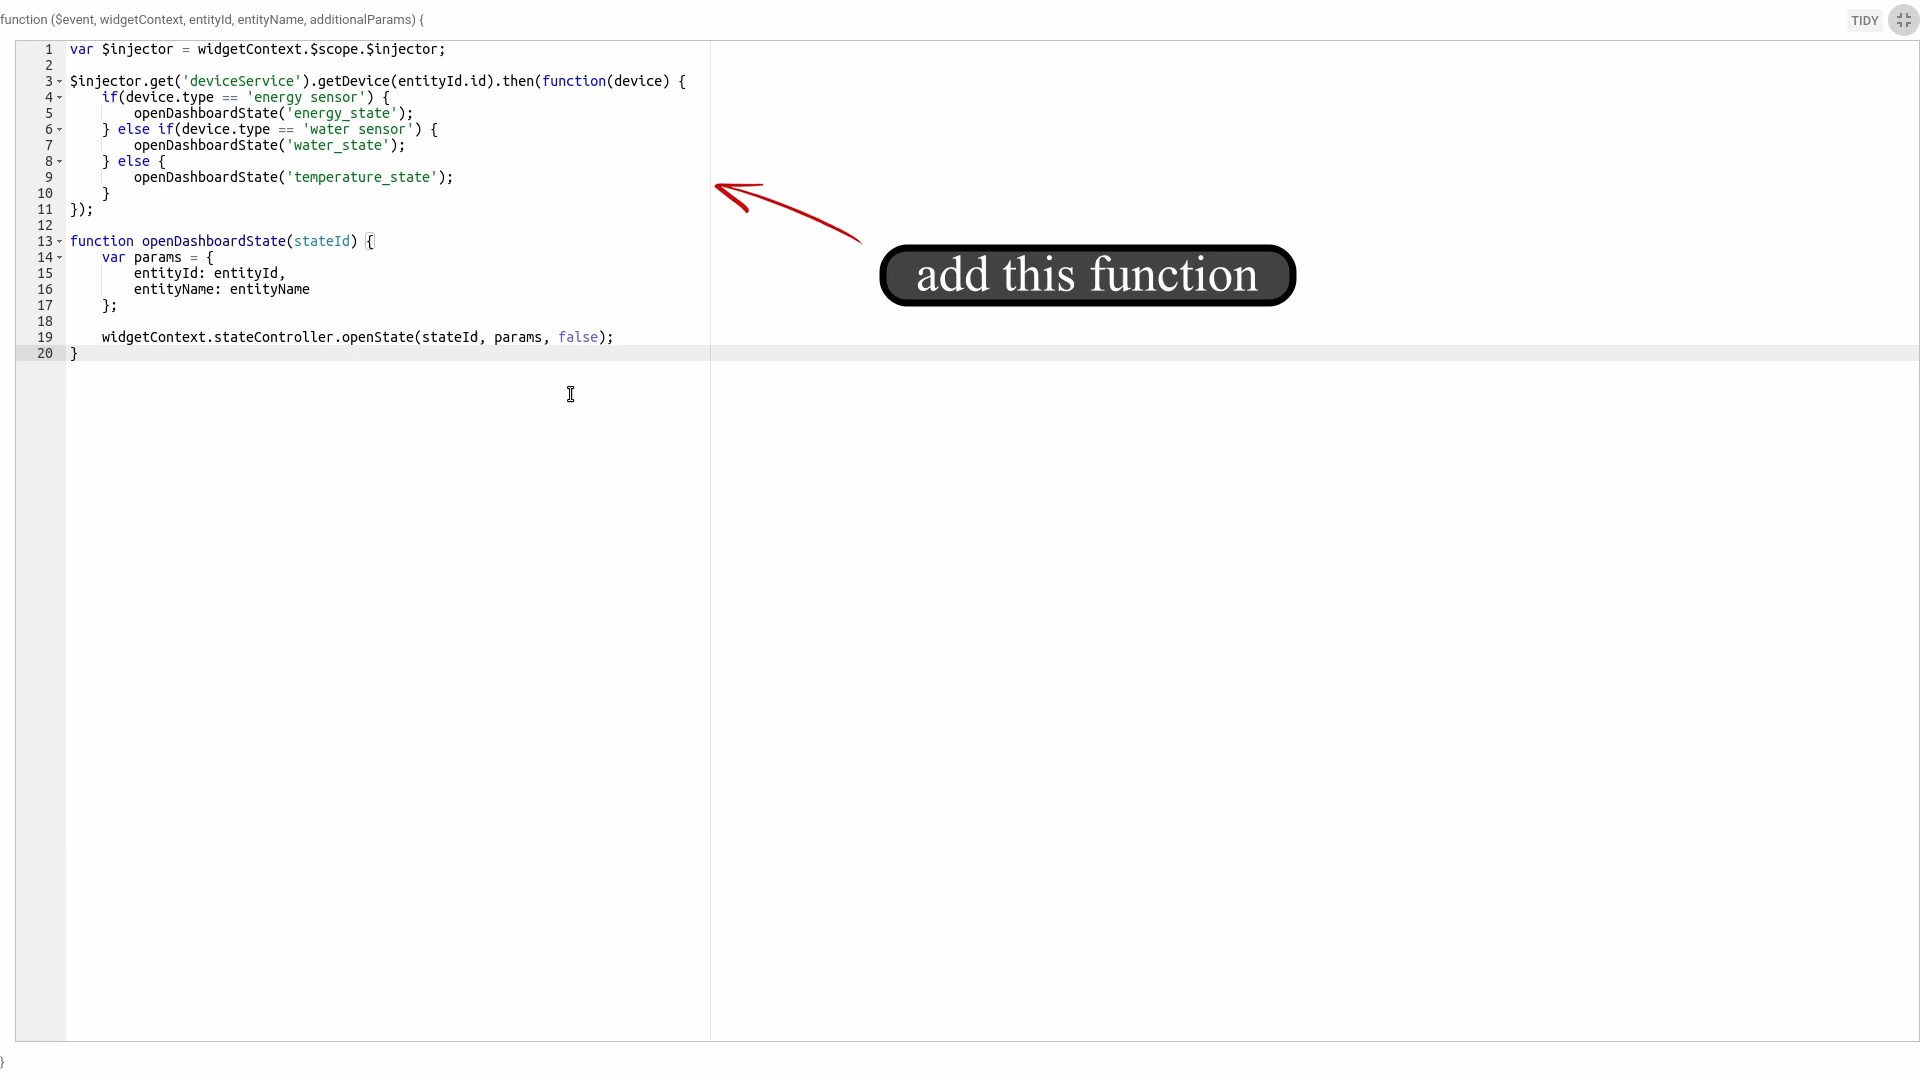 function ($event, widgetContext, entityId, entityName, additionalParams) {
TIDY
1 var $injector = widgetContext.$scope.$injector;
2
3 $injector.get('deviceService').getDevice(entityId.id).then(function(device) {
4     if(device.type == 'energy sensor') {
5         openDashboardState('energy_state');
6     } else if(device.type == 'water sensor') {
7         openDashboardState('water_state');
8     } else {
9         openDashboardState('temperature_state');
10     }
11 });
12
13 function openDashboardState(stateId) {
14     var params = {
15         entityId: entityId,
16         entityName: entityName
17     };
18
19     widgetContext.stateController.openState(stateId, params, false);
20 }
add this function
}